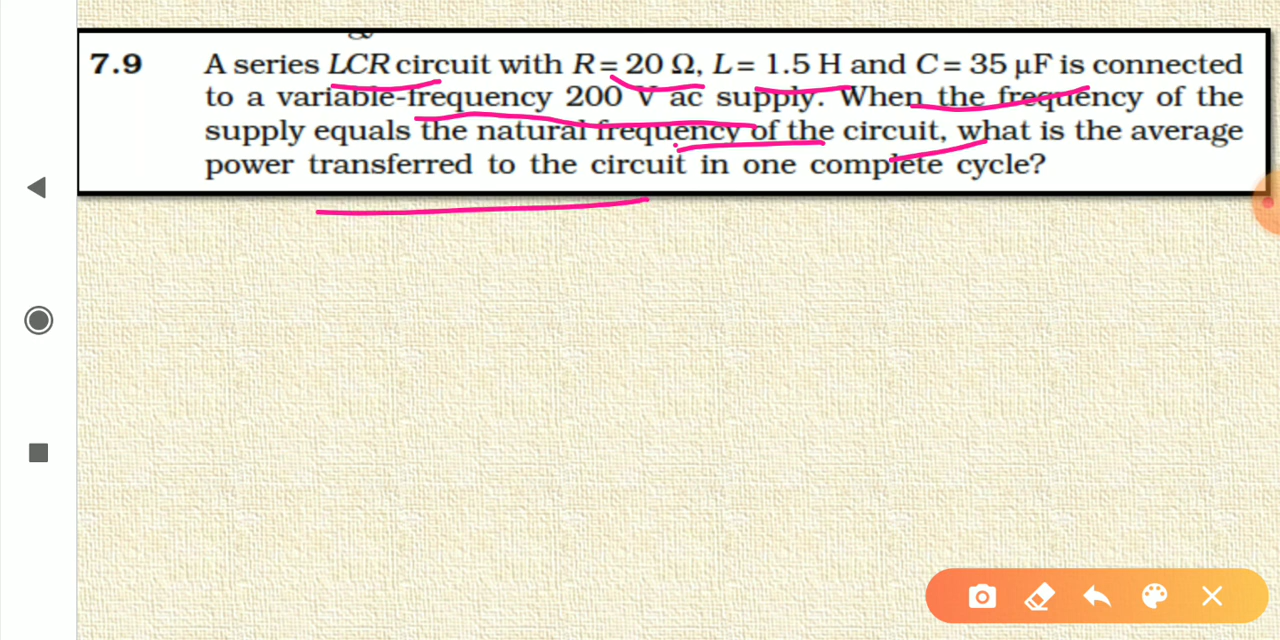 7.9 A series LCR circuit with R = 20 Ω, L = 1.5 H and C = 35 μF is connected
to a variable-frequency 200 V ac supply. When the frequency of the
supply equals the natural frequency of the circuit, what is the average
power transferred to the circuit in one complete cycle?